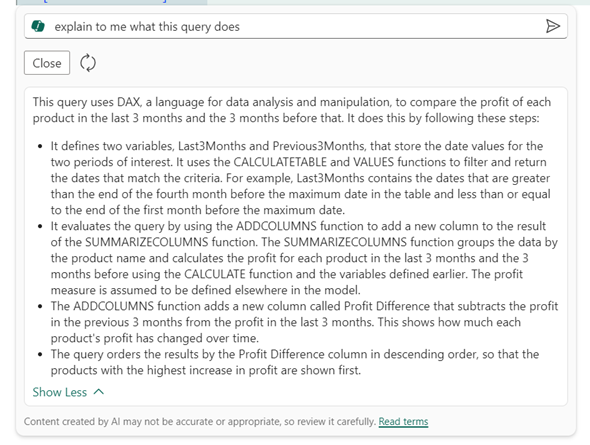 explain to me what this query does
Close
This query uses DAX, a language for data analysis and manipulation, to compare the profit of each
product in the last 3 months and the 3 months before that. It does this by following these steps:
• It defines two variables, Last3Months and Previous3Months, that store the date values for the
two periods of interest. It uses the CALCULATETABLE and VALUES functions to filter and return
the dates that match the criteria. For example, Last3Months contains the dates that are greater
than the end of the fourth month before the maximum date in the table and less than or equal
to the end of the first month before the maximum date.
• It evaluates the query by using the ADDCOLUMNS function to add a new column to the result
of the SUMMARIZECOLUMNS function. The SUMMARIZECOLUMNS function groups the data by
the product name and calculates the profit for each product in the last 3 months and the 3
months before using the CALCULATE function and the variables defined earlier. The profit
measure is assumed to be defined elsewhere in the model.
• The ADDCOLUMNS function adds a new column called Profit Difference that subtracts the profit
in the previous 3 months from the profit in the last 3 months. This shows how much each
product's profit has changed over time.
• The query orders the results by the Profit Difference column in descending order, so that the
products with the highest increase in profit are shown first.
Show Less
Content created by AI may not be accurate or appropriate, so review it carefully. Read terms